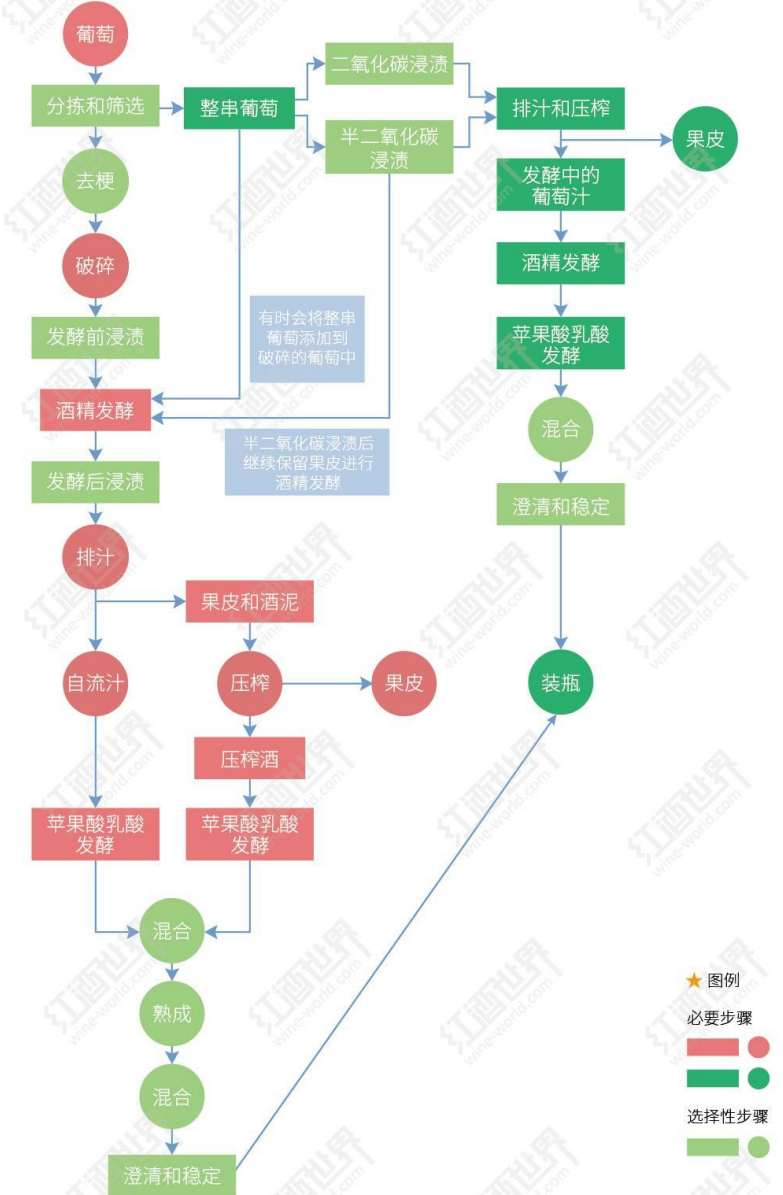 葡萄
分拣和筛选
去梗
破碎
发酵前浸渍
酒精发酵
发酵后浸渍
排汁
自流汁
苹果酸乳酸
发酵
果皮和酒泥
压榨
果皮
压榨酒
苹果酸乳酸
发酵
混合
熟成
混合
澄清和稳定
整串葡萄
二氧化碳浸渍
半二氧化碳
浸渍
有时会将整串
葡萄添加到
破碎的葡萄中
半二氧化碳浸渍后
继续保留果皮进行
酒精发酵
排汁和压榨
果皮
发酵中的
葡萄汁
酒精发酵
苹果酸乳酸
发酵
混合
澄清和稳定
装瓶
图例
必要步骤
选择性步骤
红酒世界
wine-world.com